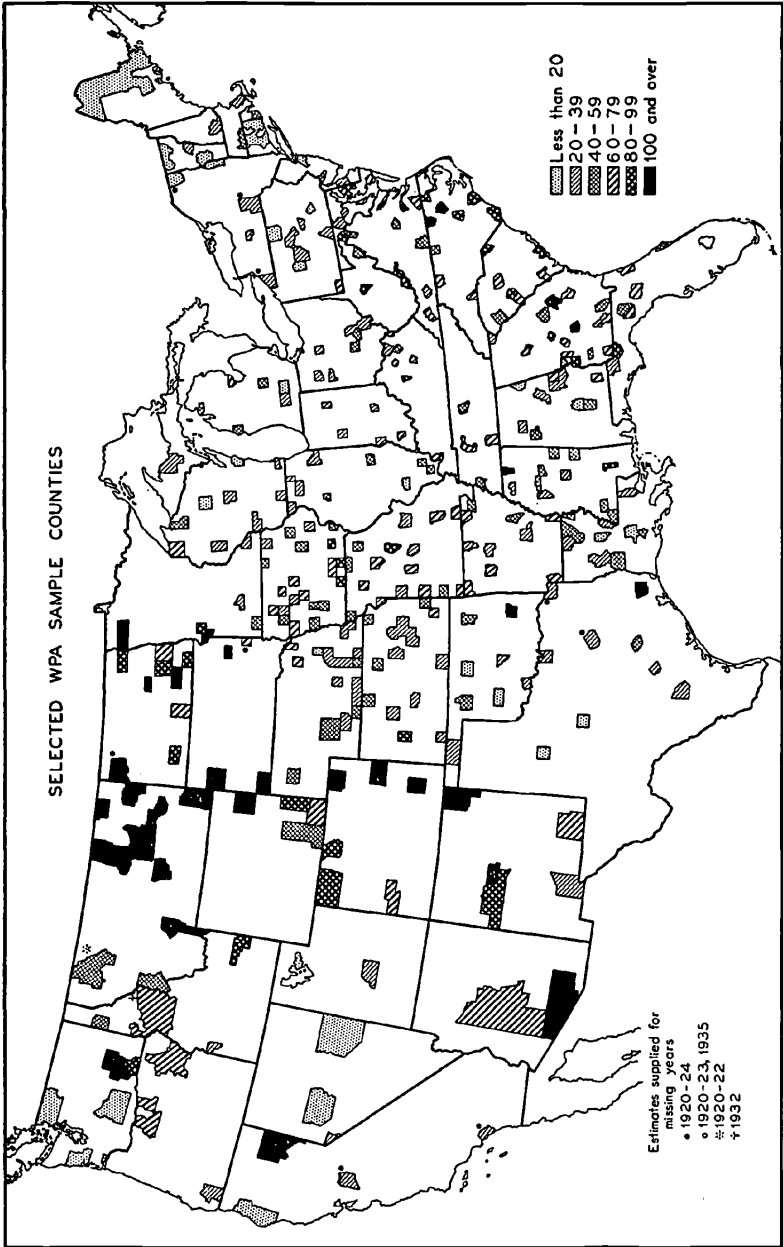 SELECTED WPA SAMPLE COUNTIES
Less than 20
20 - 39
40 - 59
60 - 79
80 - 99
100 and over
Estimates supplied for
missing years
• 1920-24
○ 1920-23, 1935
※ 1920-22
† 1932